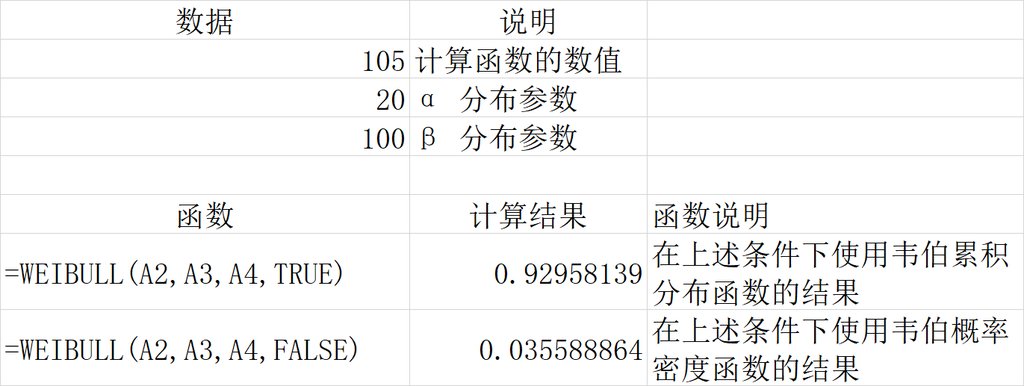 数据 说明
105 计算函数的数值
20 α 分布参数
100 β 分布参数
函数 计算结果 函数说明
=WEIBULL(A2,A3,A4,TRUE) 0.92958139 在上述条件下使用韦伯累积
分布函数的结果
=WEIBULL(A2,A3,A4,FALSE) 0.035588864 在上述条件下使用韦伯概率
密度函数的结果